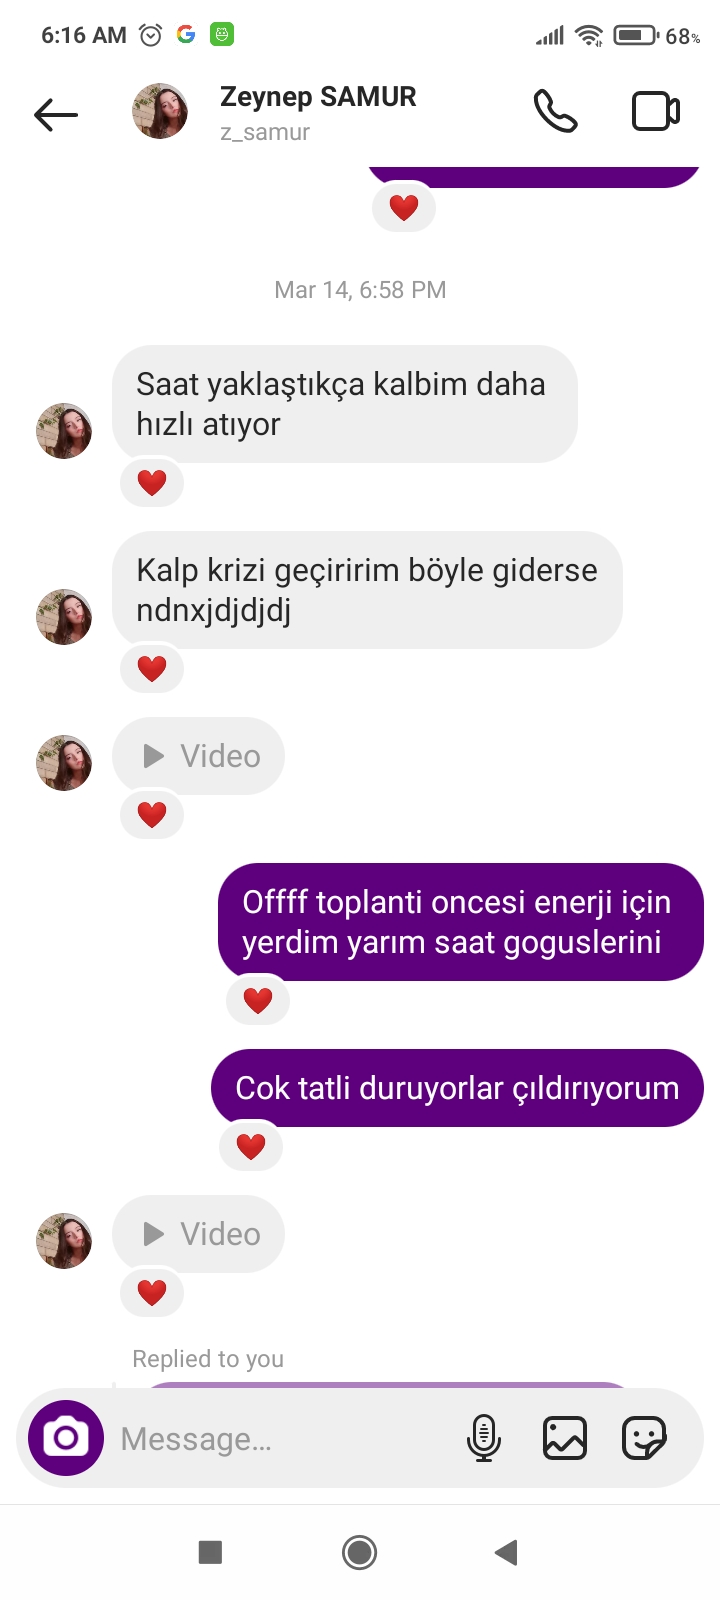 6:16 AM
68%
Zeynep SAMUR
z_samur
Mar 14, 6:58 PM
Saat yaklaştıkça kalbim daha
hızlı atıyor
Kalp krizi geçiririm böyle giderse
ndnxjdjdjdj
Video
Offff toplanti oncesi enerji için
yerdim yarım saat goguslerini
Cok tatli duruyorlar çıldırıyorum
Video
Replied to you
Message...